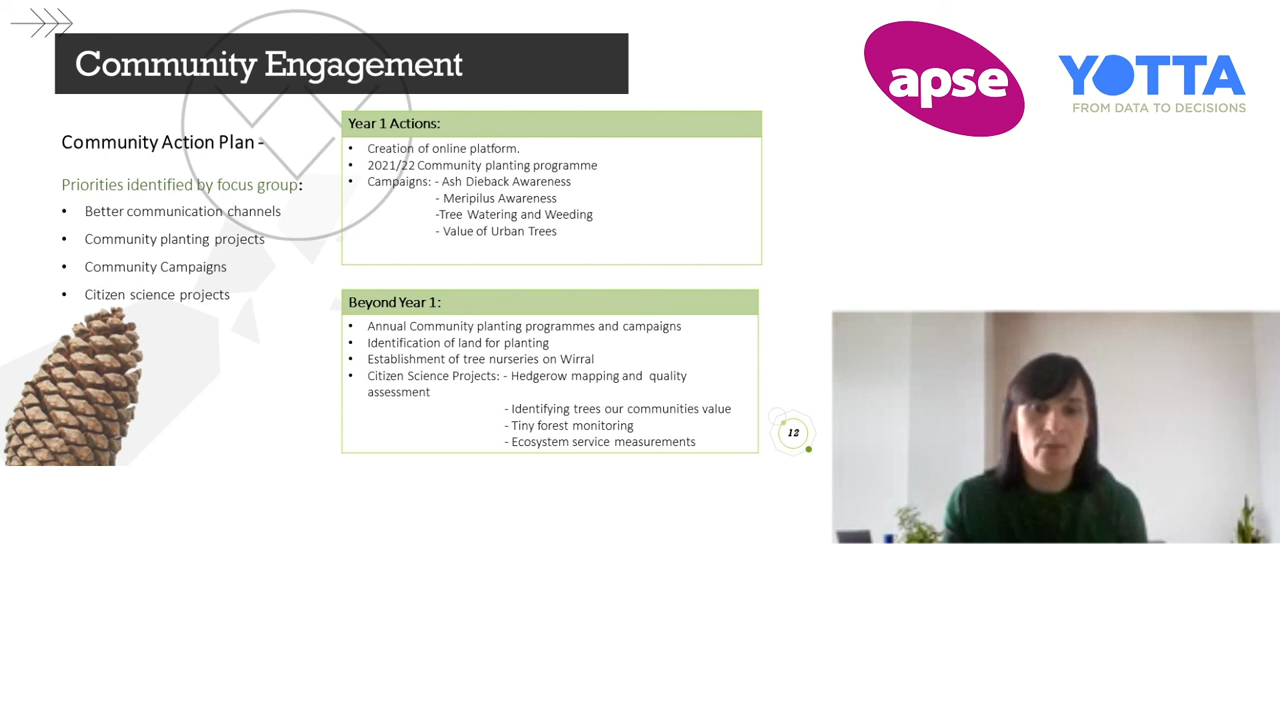 Community Engagement
apse
YOTTA
FROM DATA TO DECISIONS
Community Action Plan -
Priorities identified by focus group:
• Better communication channels
• Community planting projects
• Community Campaigns
• Citizen science projects
Year 1 Actions:
• Creation of online platform.
• 2021/22 Community planting programme
• Campaigns: - Ash Dieback Awareness
- Meripilus Awareness
-Tree Watering and Weeding
- Value of Urban Trees
Beyond Year 1:
• Annual Community planting programmes and campaigns
• Identification of land for planting
• Establishment of tree nurseries on Wirral
• Citizen Science Projects: - Hedgerow mapping and quality
assessment
- Identifying trees our communities value
- Tiny forest monitoring
- Ecosystem service measurements
12